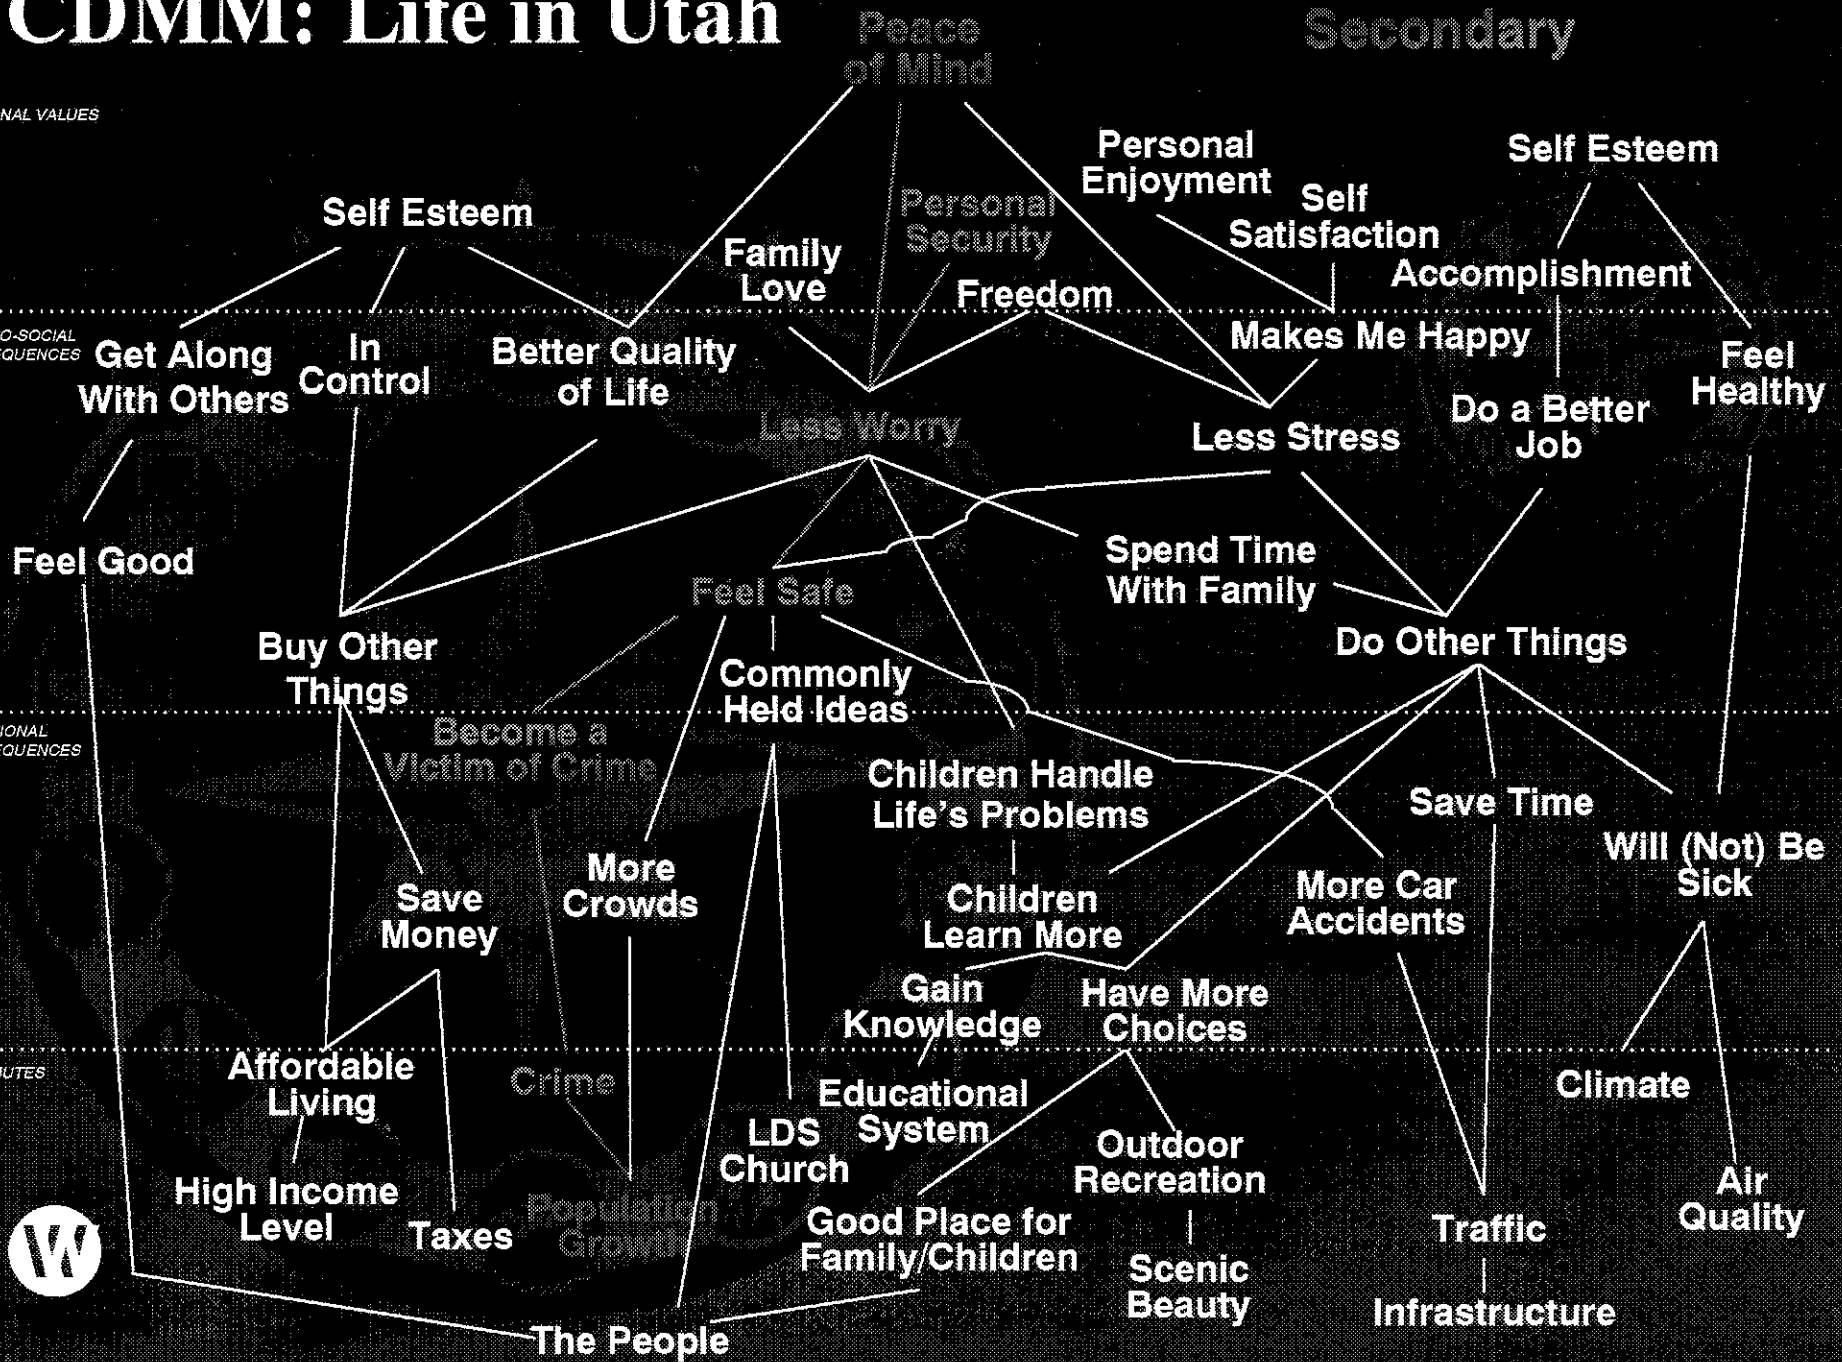 CDMM: Life in Utah
Secondary
Peace
of Mind
NAL VALUES
Personal
Enjoyment
Self Esteem
Self
Satisfaction
Self Esteem
Personal
Security
Family
Love
Accomplishment
Freedom
O-SOCIAL
EQUENCES
Get Along
With Others
In
Control
Better Quality
of Life
Makes Me Happy
Feel
Healthy
Less Worry
Less Stress
Do a Better
Job
Feel Good
Spend Time
With Family
Feel Safe
Buy Other
Things
Commonly
Held Ideas
Do Other Things
IONAL
EQUENCES
Become a
Victim of Crime
Children Handle
Life's Problems
Save Time
Will (Not) Be
Sick
More
Crowds
Save
Money
Children
Learn More
More Car
Accidents
Gain
Knowledge
Have More
Choices
UTES
Affordable
Living
Crime
Educational
System
Climate
LDS
Church
Outdoor
Recreation
High Income
Level
Taxes
Population
Growth
Good Place for
Family/Children
Traffic
Air
Quality
Scenic
Beauty
Infrastructure
W
The People